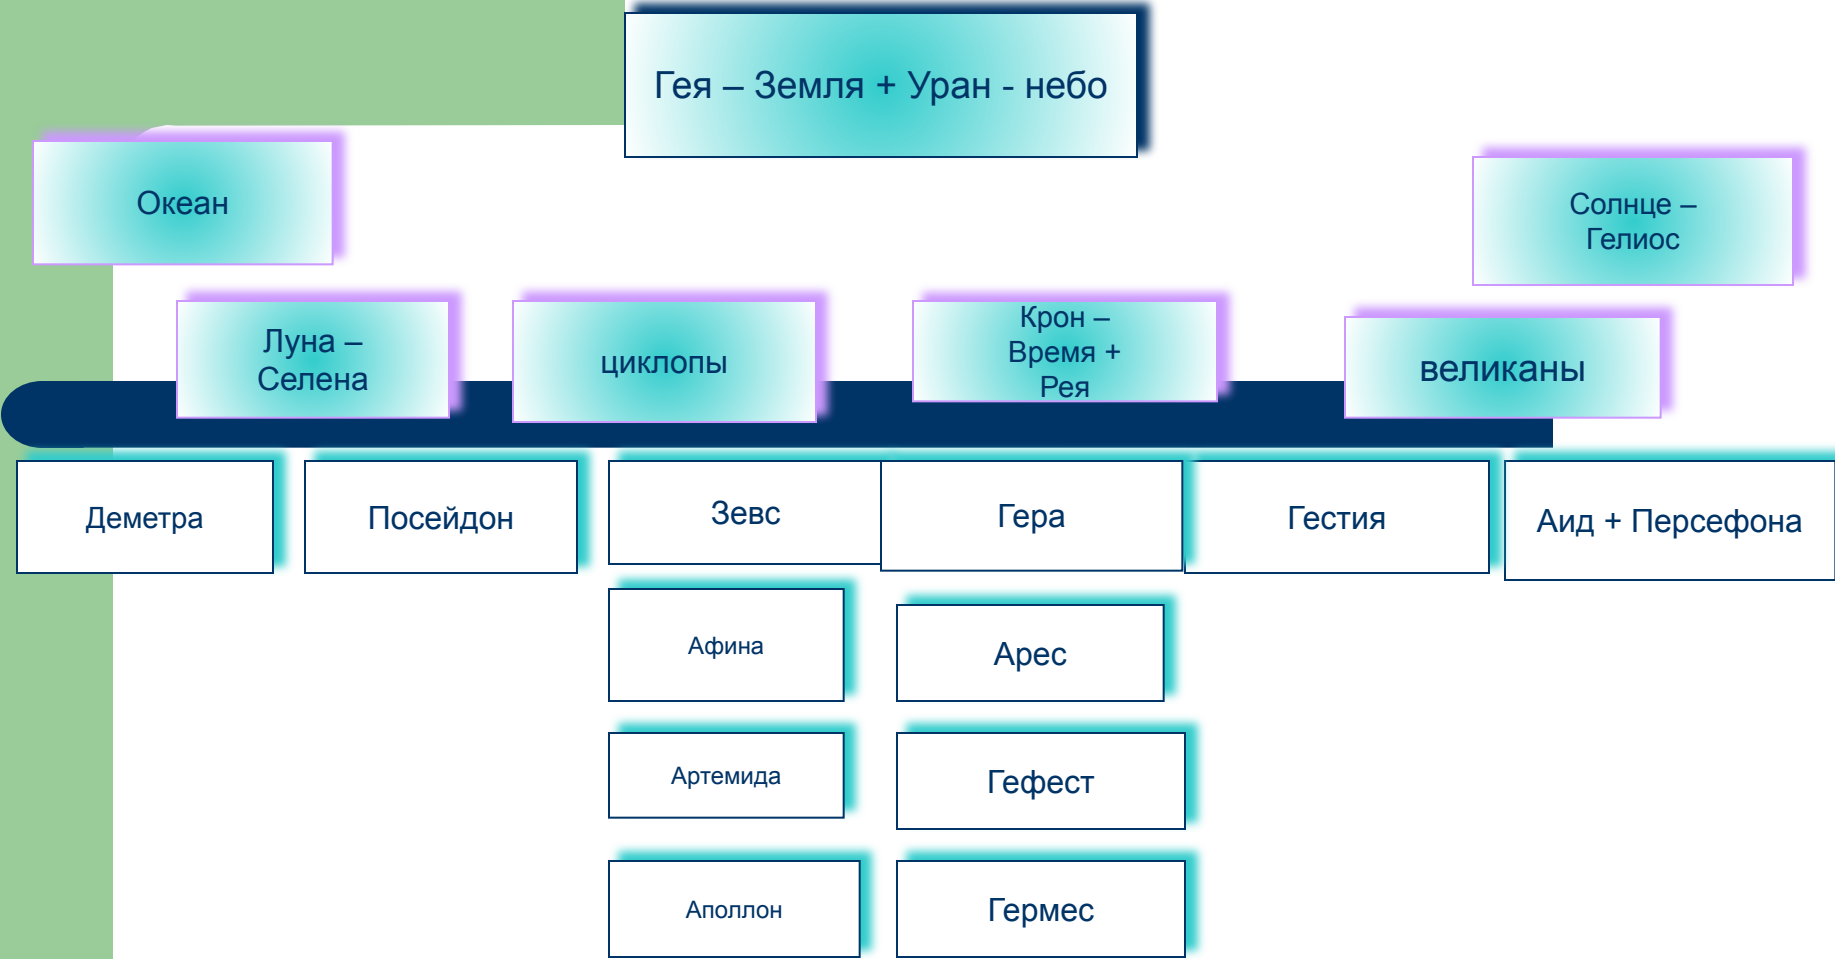 Гея – Земля + Уран - небо
Океан
Солнце –
Гелиос
Луна –
Селена
циклопы
Крон –
Время +
Рея
великаны
Деметра
Посейдон
Зевс
Гера
Гестия
Аид + Персефона
Афина
Арес
Артемида
Гефест
Аполлон
Гермес